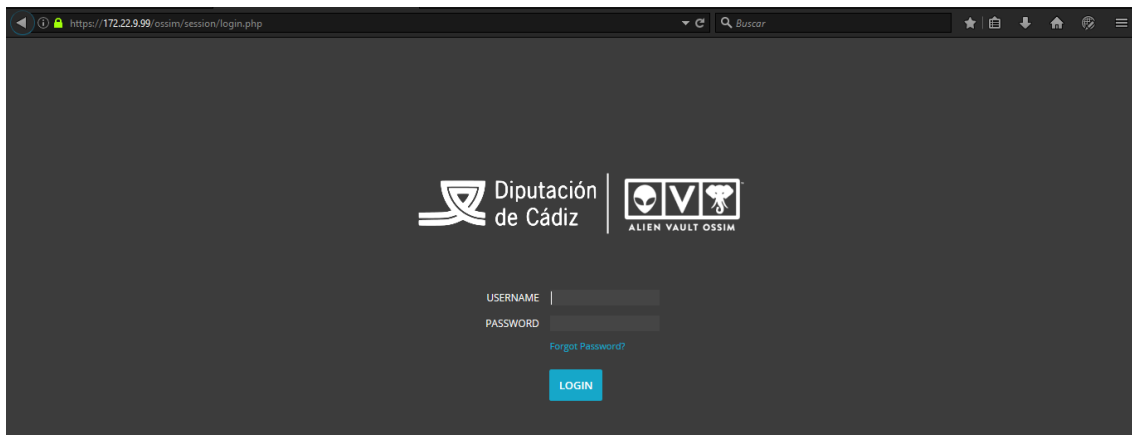 https://172.22.9.99/ossim/session/login.php
Buscar
Diputación
de Cádiz
OV
ALIEN VAULT OSSIM
USERNAME
PASSWORD
Forgot Password?
LOGIN